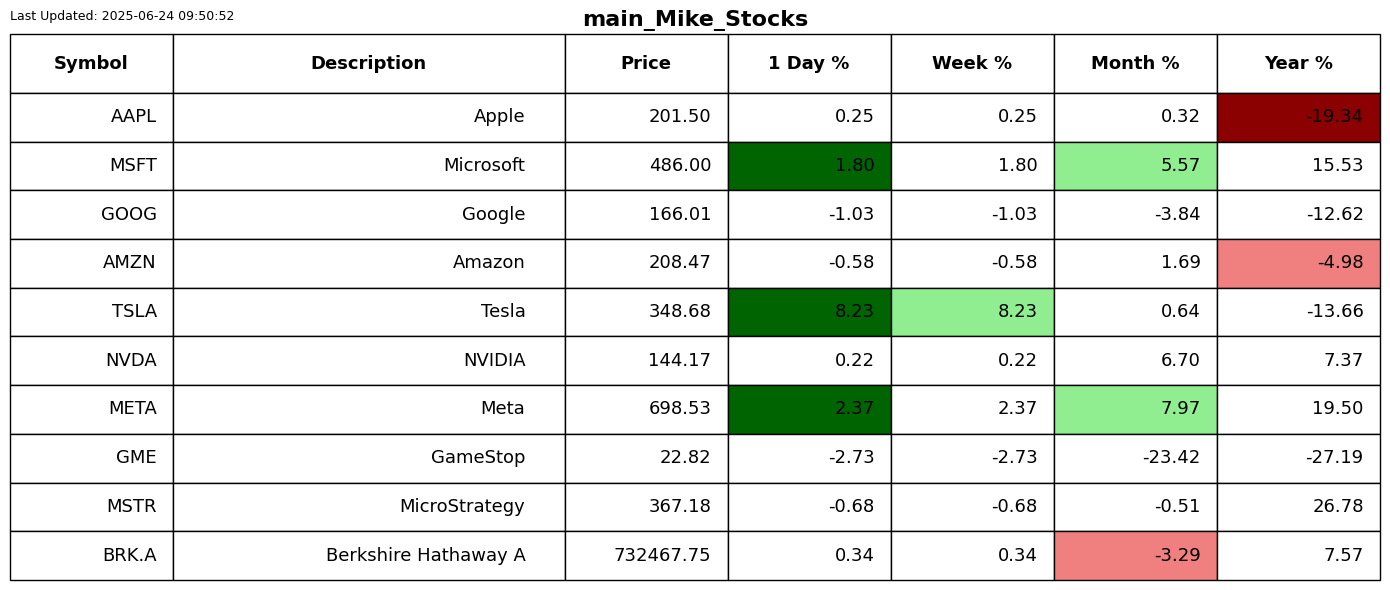 Last Updated: 2025-06-24 09:50:52
main_Mike_Stocks
Symbol Description Price 1 Day % Week % Month % Year %
AAPL Apple 201.50 0.25 0.25 0.32 -19.34
MSFT Microsoft 486.00 1.80 1.80 5.57 15.53
GOOG Google 166.01 -1.03 -1.03 -3.84 -12.62
AMZN Amazon 208.47 -0.58 -0.58 1.69 -4.98
TSLA Tesla 348.68 8.23 8.23 0.64 -13.66
NVDA NVIDIA 144.17 0.22 0.22 6.70 7.37
META Meta 698.53 2.37 2.37 7.97 19.50
GME GameStop 22.82 -2.73 -2.73 -23.42 -27.19
MSTR MicroStrategy 367.18 -0.68 -0.68 -0.51 26.78
BRK.A Berkshire Hathaway A 732467.75 0.34 0.34 -3.29 7.57